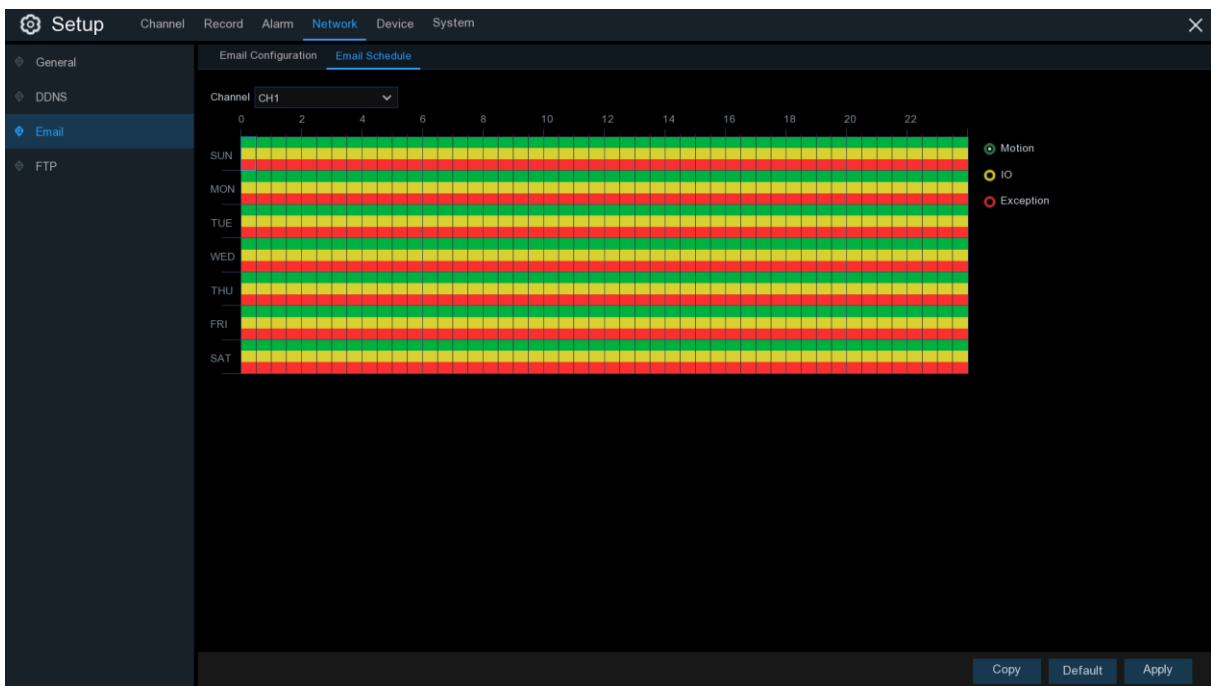 Setup Channel Record Alarm Network Device System
General
DDNS
Email
FTP
Email Configuration Email Schedule
Channel CH1
0 2 4 6 8 10 12 14 16 18 20 22
SUN
MON
TUE
WED
THU
FRI
SAT
Motion
IO
Exception
Copy Default Apply